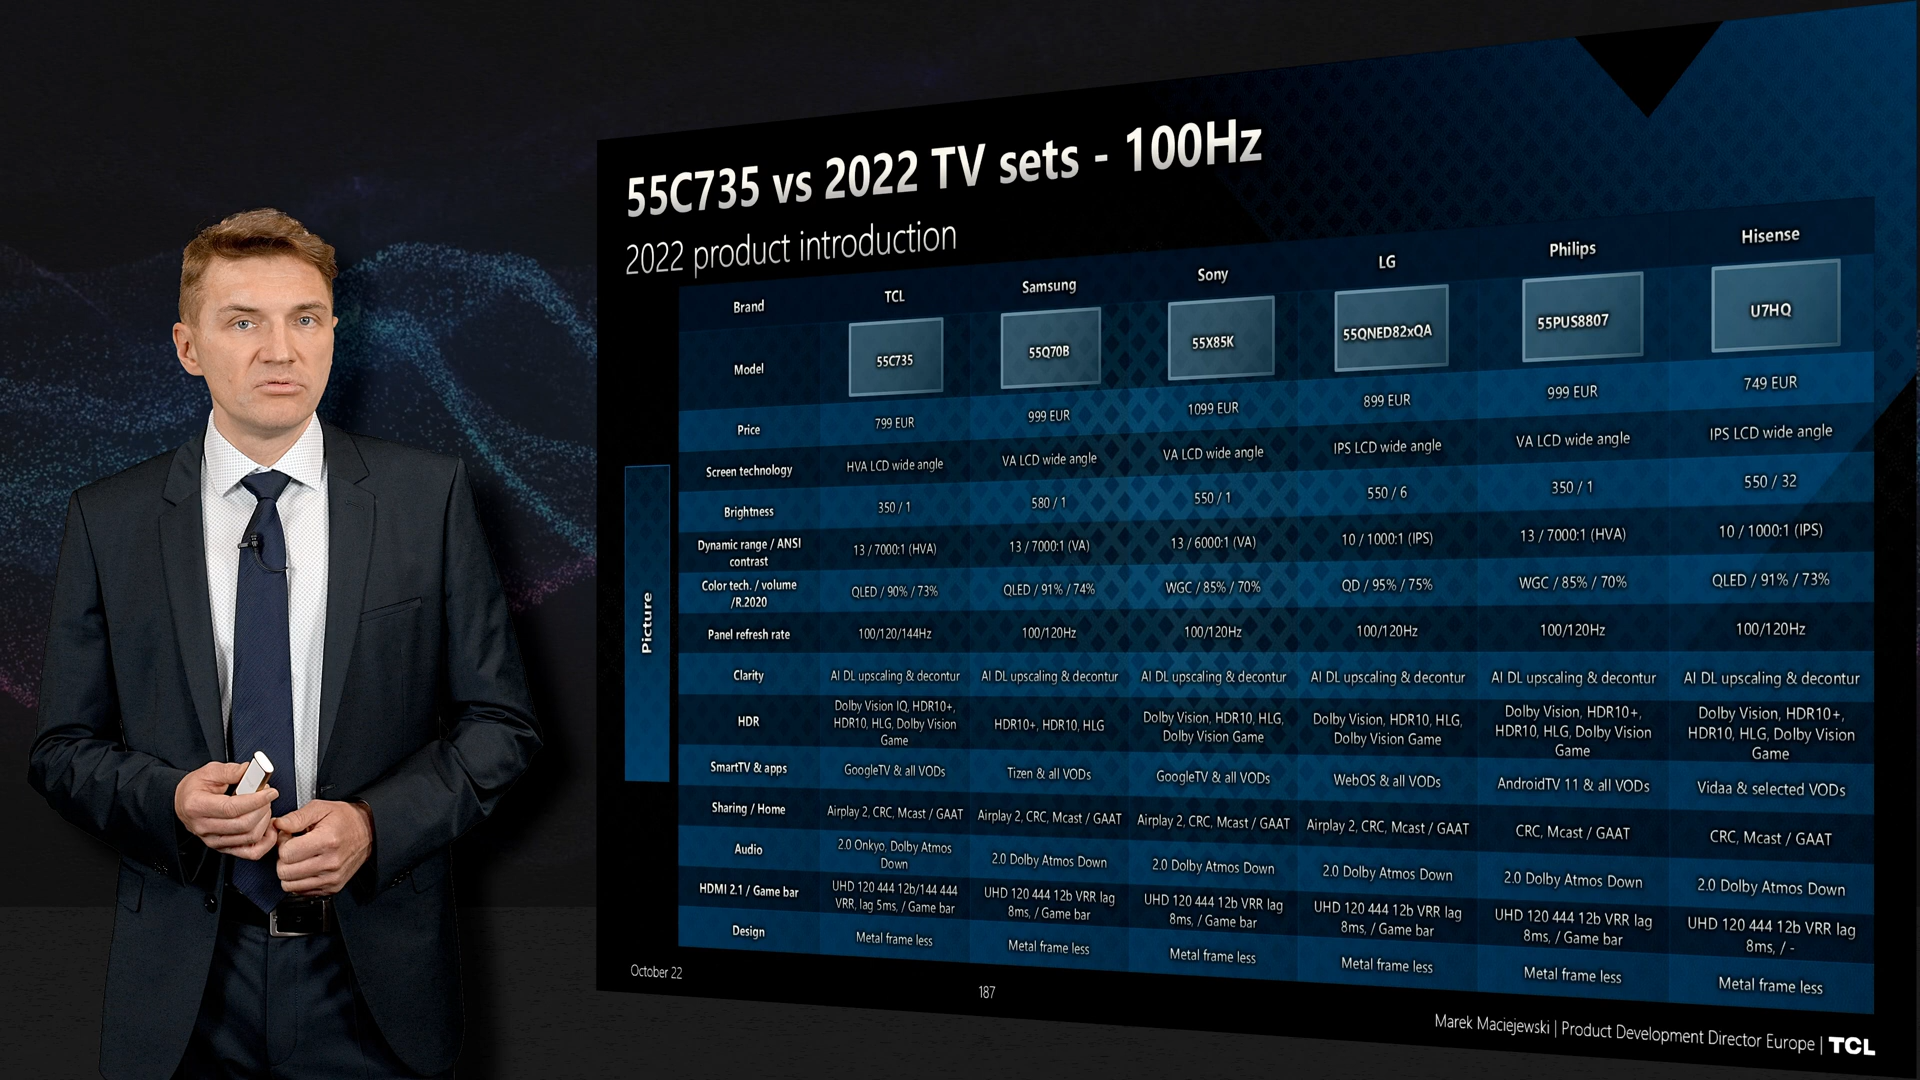 55C735 vs 2022 TV sets - 100Hz
2022 product introduction
Brand TCL Samsung Sony LG Philips Hisense
Model 55C735 55Q70B 55X85K 55QNED82xQA 55PUS8807 U7HQ
Price 799 EUR 999 EUR 1099 EUR 899 EUR 999 EUR 749 EUR
Picture
Screen technology HVA LCD wide angle VA LCD wide angle VA LCD wide angle IPS LCD wide angle VA LCD wide angle IPS LCD wide angle
Brightness 350 / 1 580 / 1 550 / 1 550 / 6 350 / 1 550 / 32
Dynamic range / ANSI
contrast
13 / 7000:1 (HVA) 13 / 7000:1 (VA) 13 / 6000:1 (VA) 10 / 1000:1 (IPS) 13 / 7000:1 (HVA) 10 / 1000:1 (IPS)
Color tech. / volume
/R.2020
QLED / 90% / 73% QLED / 91% / 74% WGC / 85% / 70% QD / 95% / 75% WGC / 85% / 70% QLED / 91% / 73%
Panel refresh rate 100/120/144Hz 100/120Hz 100/120Hz 100/120Hz 100/120Hz 100/120Hz
Clarity AI DL upscaling & decontur AI DL upscaling & decontur AI DL upscaling & decontur AI DL upscaling & decontur AI DL upscaling & decontur AI DL upscaling & decontur
HDR
Dolby Vision IQ, HDR10+,
HDR10, HLG, Dolby Vision
Game
HDR10+, HDR10, HLG
Dolby Vision, HDR10, HLG,
Dolby Vision Game
Dolby Vision, HDR10, HLG,
Dolby Vision Game
Dolby Vision, HDR10+,
HDR10, HLG, Dolby Vision
Game
Dolby Vision, HDR10+,
HDR10, HLG, Dolby Vision
Game
SmartTV & apps GoogleTV & all VODs Tizen & all VODs GoogleTV & all VODs WebOS & all VODs AndroidTV 11 & all VODs Vidaa & selected VODs
Sharing / Home Airplay 2, CRC, Mcast / GAAT Airplay 2, CRC, Mcast / GAAT Airplay 2, CRC, Mcast / GAAT Airplay 2, CRC, Mcast / GAAT CRC, Mcast / GAAT CRC, Mcast / GAAT
Audio
2.0 Onkyo, Dolby Atmos
Down
2.0 Dolby Atmos Down 2.0 Dolby Atmos Down 2.0 Dolby Atmos Down 2.0 Dolby Atmos Down 2.0 Dolby Atmos Down
HDMI 2.1 / Game bar
UHD 120 444 12b/144 444
VRR, lag 5ms, / Game bar
UHD 120 444 12b VRR lag
8ms, / Game bar
UHD 120 444 12b VRR lag
8ms, / Game bar
UHD 120 444 12b VRR lag
8ms, / Game bar
UHD 120 444 12b VRR lag
8ms, / Game bar
UHD 120 444 12b VRR lag
8ms, / -
Design Metal frame less Metal frame less Metal frame less Metal frame less Metal frame less Metal frame less
October 22
187
Marek Maciejewski | Product Development Director Europe | TCL